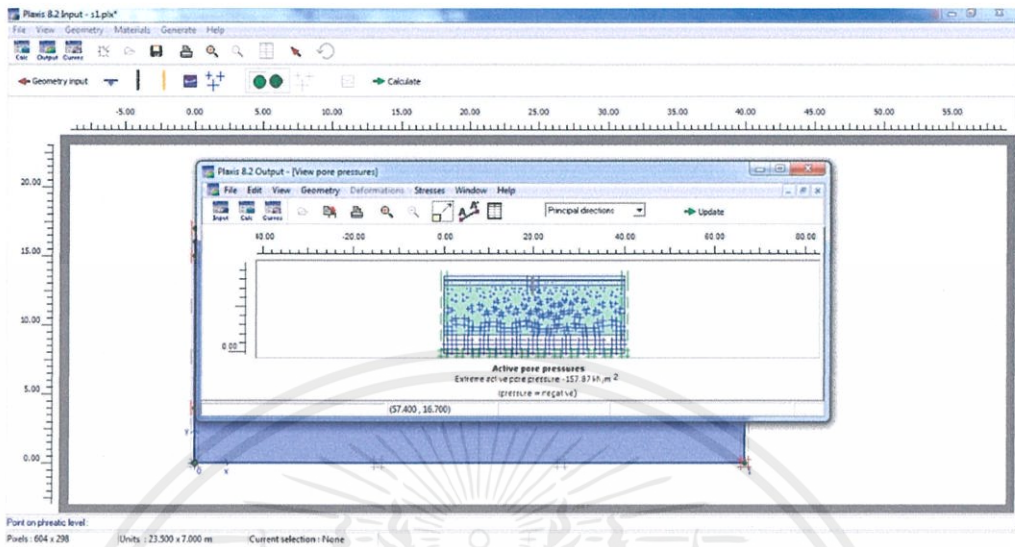 Plaxis 8.2 Input - s1.plx*
File View Geometry Materials Generate Help
Calc Output Curves
Geometry input Calculate
-5.00 0.00 5.00 10.00 15.00 20.00 25.00 30.00 35.00 40.00 45.00 50.00 55.00
20.00
15.00
10.00
5.00
0.00
Plaxis 8.2 Output - [View pore pressures]
File Edit View Geometry Deformations Stresses Window Help
Input Calc Curves Principal directions Update
-20.00 0.00 20.00 40.00 60.00 80.00
0.00
Active pore pressures
Extreme active pore pressure -157.87 kN/m2
(pressure = negative)
(57.400 , 16.700)
y
0 x 1
Point on phreatic level:
Pixels : 604 x 298 Units : 23.500 x 7.000 m Current selection : None